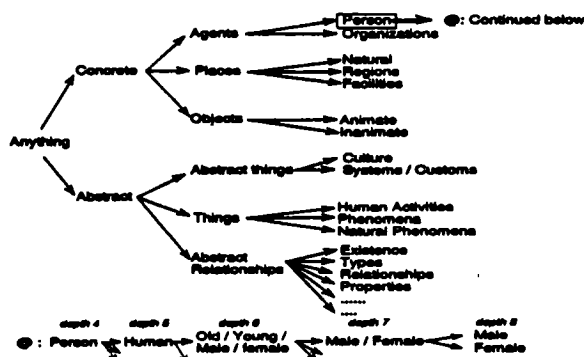 Person @: Continued below
Agents
Organizations
Natural
Concrete Places Regions
Facilities
Objects Animate
Inanimate
Anything
Abstract things Culture
Systems / Customs
Abstract
Human Activities
Things Phenomena
Natural Phenomena
Abstract
Relationships
Existence
Types
Relationships
Properties
......
....
depth 4 depth 5 depth 6 depth 7 depth 8
@: Person Human Old / Young / Male / female Male / Female Male
Female